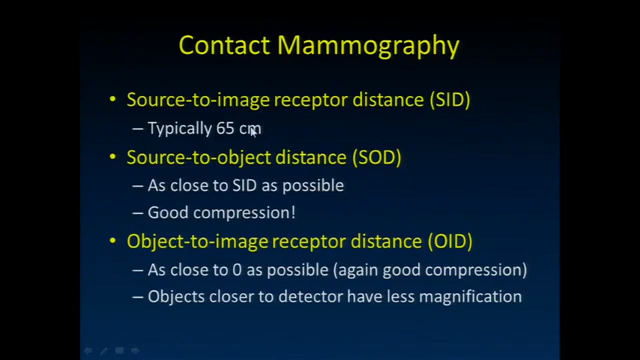 Contact Mammography
• Source-to-image receptor distance (SID)
– Typically 65 cm
• Source-to-object distance (SOD)
– As close to SID as possible
– Good compression!
• Object-to-image receptor distance (OID)
– As close to 0 as possible (again good compression)
– Objects closer to detector have less magnification